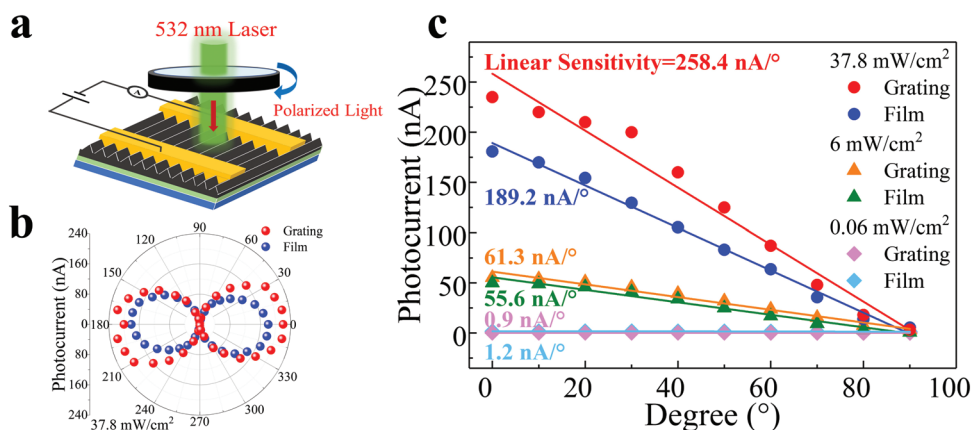 a
532 nm Laser
A
Polarized Light
b
Photocurrent (nA)
240
160
80
0
80
160
240
90
120
60
150
30
180
0
210
330
240
300
270
Grating
Film
37.8 mW/cm²
c
Photocurrent (nA)
250
200
150
100
50
0
0
20
40
60
80
100
Degree (°)
Linear Sensitivity=258.4 nA/°
189.2 nA/°
61.3 nA/°
55.6 nA/°
0.9 nA/°
1.2 nA/°
37.8 mW/cm²
Grating
Film
6 mW/cm²
Grating
Film
0.06 mW/cm²
Grating
Film